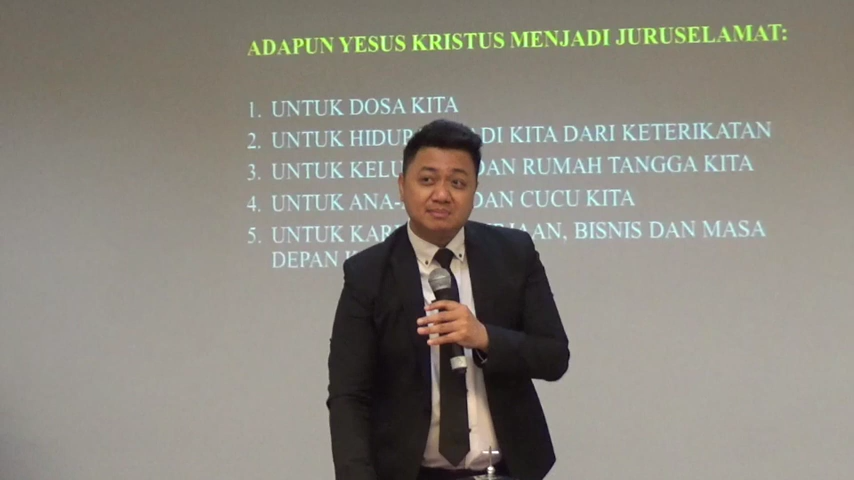 ADAPUN YESUS KRISTUS MENJADI JURUSELAMAT:
1. UNTUK DOSA KITA
2. UNTUK HIDUP DI KITA DARI KETERIKATAN
3. UNTUK DAN RUMAH TANGGA KITA
4. UNTUK DAN CUCU KITA
5. UNTUK BISNIS DAN MASA
DEPAN